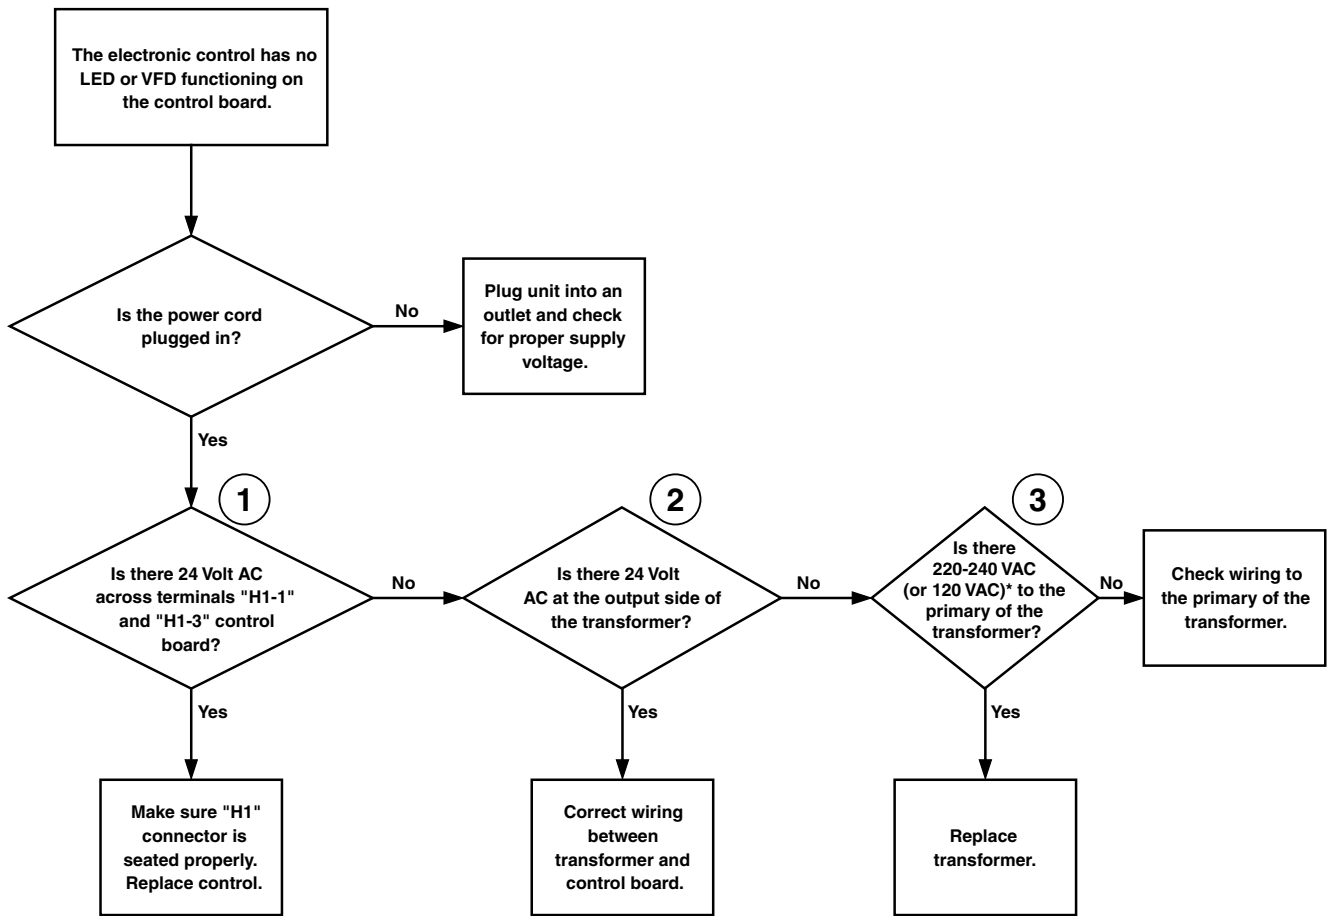 The electronic control has no
LED or VFD functioning on
the control board.
Is the power cord
plugged in?
No
Plug unit into an
outlet and check
for proper supply
voltage.
Yes
1
Is there 24 Volt AC
across terminals "H1-1"
and "H1-3" control
board?
No
2
Is there 24 Volt
AC at the output side of
the transformer?
No
3
Is there
220-240 VAC
(or 120 VAC)* to the
primary of the
transformer?
No
Check wiring to
the primary of the
transformer.
Yes
Make sure "H1"
connector is
seated properly.
Replace control.
Yes
Correct wiring
between
transformer and
control board.
Yes
Replace
transformer.